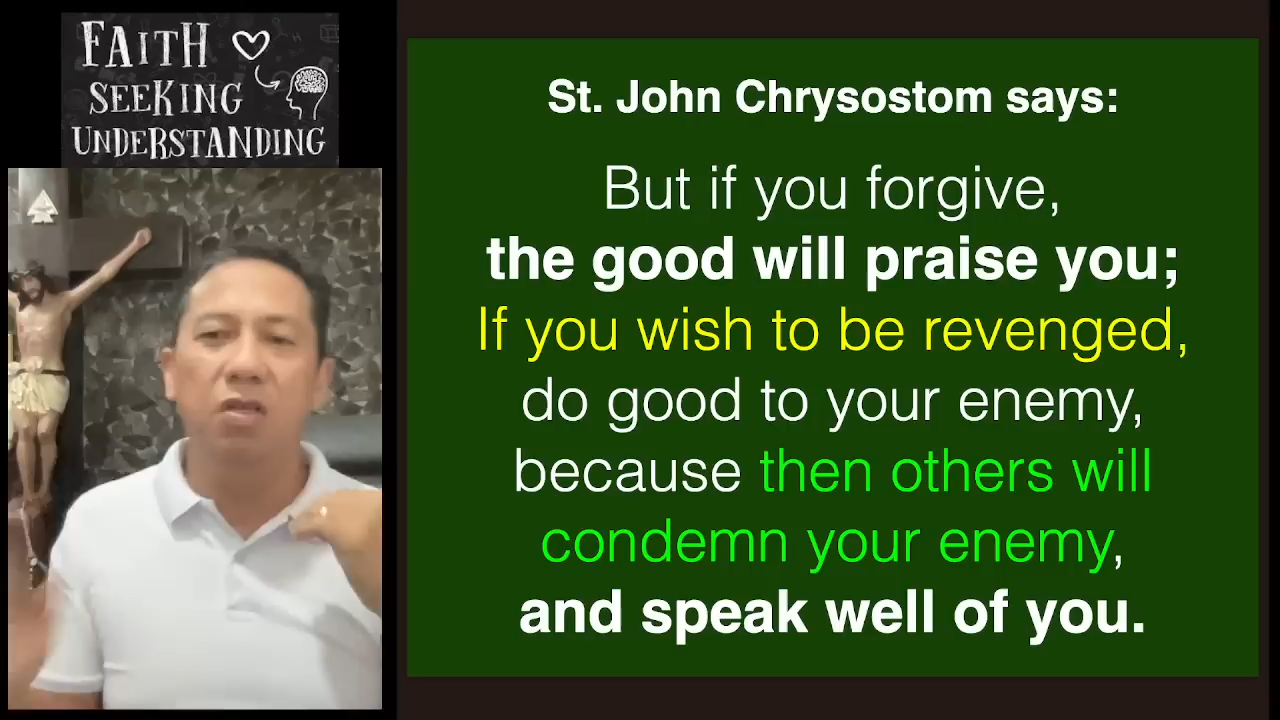 FAITH
SEEKING
UNDERSTANDING
St. John Chrysostom says:
But if you forgive,
the good will praise you;
If you wish to be revenged,
do good to your enemy,
because then others will
condemn your enemy,
and speak well of you.